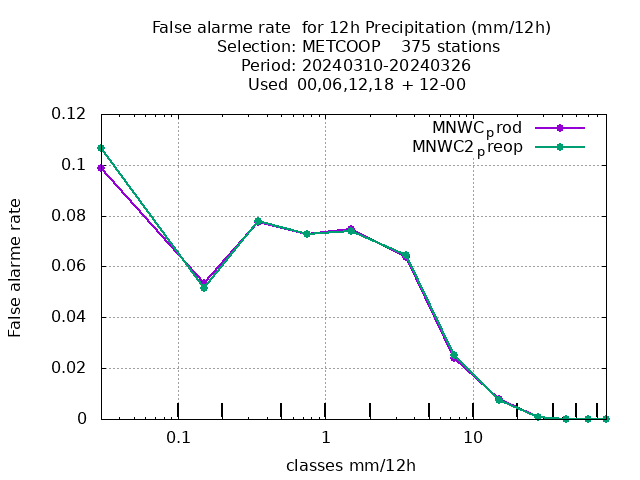 False alarme rate  for 12h Precipitation (mm/12h)
Selection: METCOOP    375 stations
Period: 20240310-20240326
Used  00,06,12,18 + 12-00
MNWCprod
MNWC2preop
0.12
0.1
0.08
0.06
0.04
0.02
0
False alarme rate
0.1
1
10
classes mm/12h